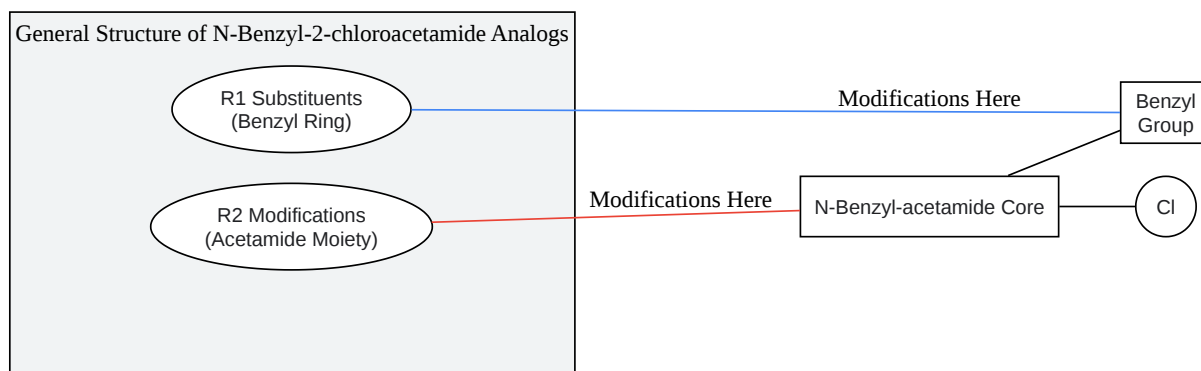 General Structure of N-Benzyl-2-chloroacetamide Analogs
R1 Substituents
(Benzyl Ring)
Modifications Here
Benzyl
Group
R2 Modifications
(Acetamide Moiety)
Modifications Here
N-Benzyl-acetamide Core
Cl